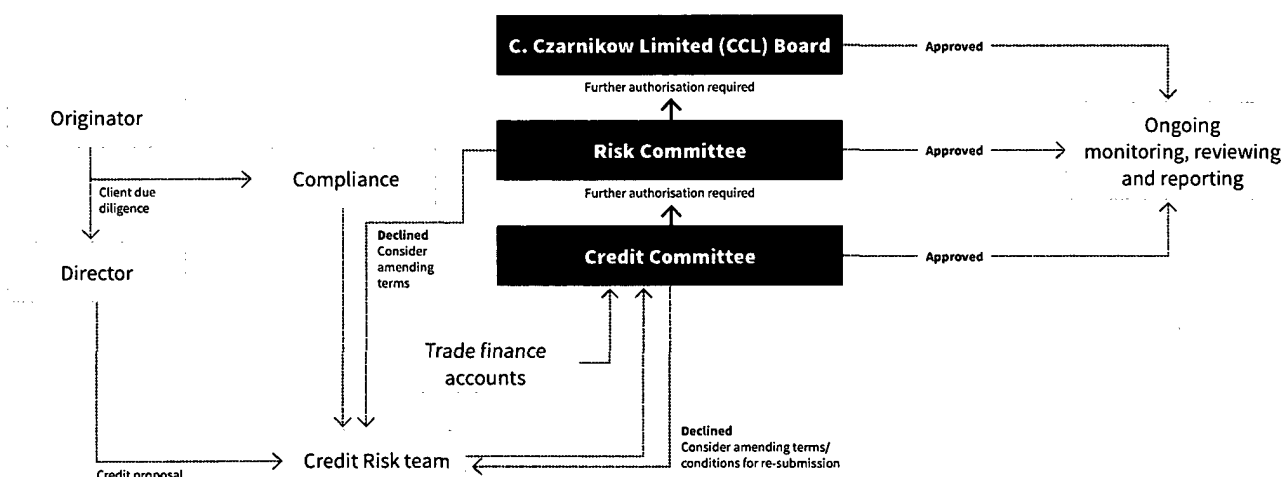 C. Czarnikow Limited (CCL) Board
Approved
Further authorisation required
Originator
Ongoing
monitoring, reviewing
and reporting
Risk Committee
Approved
Compliance
Client due
diligence
Further authorisation required
Declined
Consider
amending
terms
Credit Committee
Approved
Director
Trade finance
accounts
Declined
Consider amending terms/
conditions for re-submission
Credit Risk team
Credit proposal